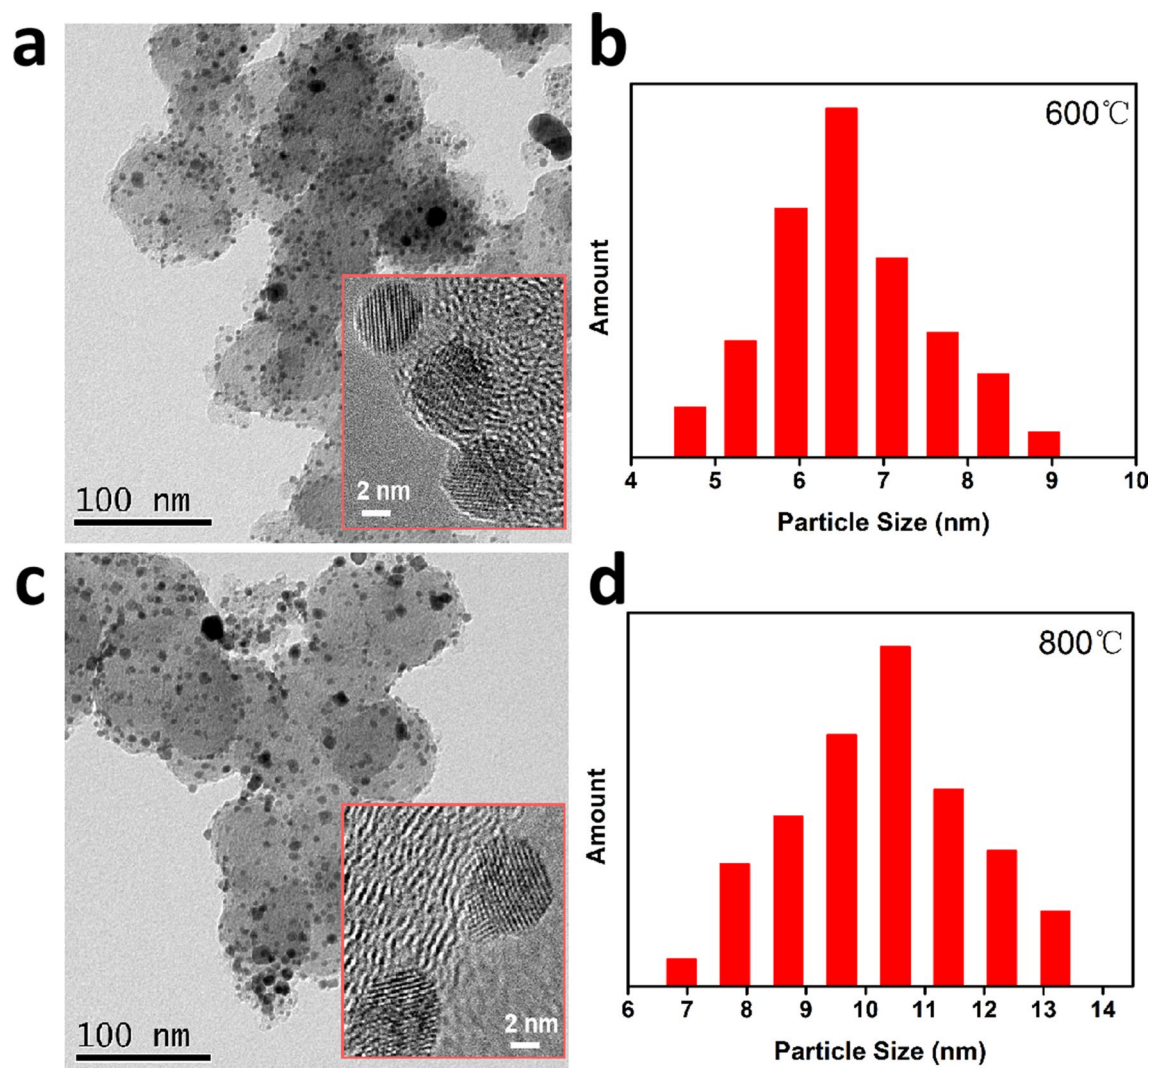 a
100 nm
2 nm
b
600℃
Amount
4 5 6 7 8 9 10
Particle Size (nm)
c
100 nm
2 nm
d
800℃
Amount
6 7 8 9 10 11 12 13 14
Particle Size (nm)